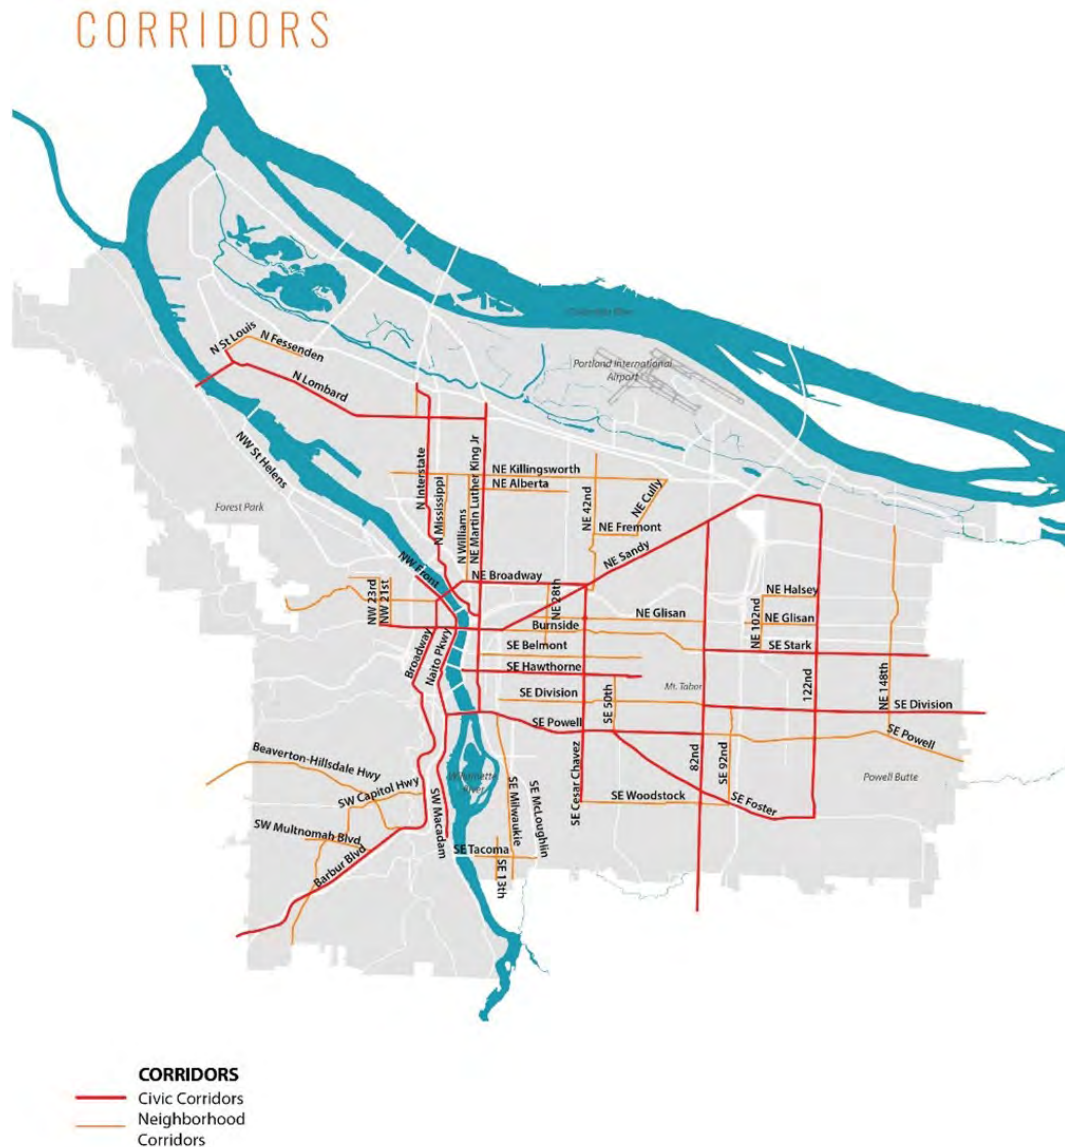 CORRIDORS
Columbia River
Portland International
Airport
N St Louis
N Fessenden
N Lombard
NW St Helens
Forest Park
N Interstate
N Mississippi
N Williams
NE Martin Luther King Jr
NE Killingsworth
NE Alberta
NE 42nd
NE Cully
NE Fremont
NE Sandy
NW Front
NE Broadway
NW 23rd
NW 21st
NE 28th
NE Glisan
NE Halsey
NE 102nd
NE Glisan
Burnside
Broadway
Naito Pkwy
SE Belmont
SE Stark
SE Hawthorne
Mt. Tabor
122nd
NE 148th
SE Division
SE 50th
SE Division
SE Powell
SE Powell
82nd
SE 92nd
Beaverton-Hillsdale Hwy
Willamette
River
Powell Butte
SW Capitol Hwy
SW Macadam
SE Milwaukie
SE McLoughlin
SE Cesar Chavez
SE Woodstock
SE Foster
SW Multnomah Blvd
Barbur Blvd
SE Tacoma
SE 13th
CORRIDORS
Civic Corridors
Neighborhood
Corridors